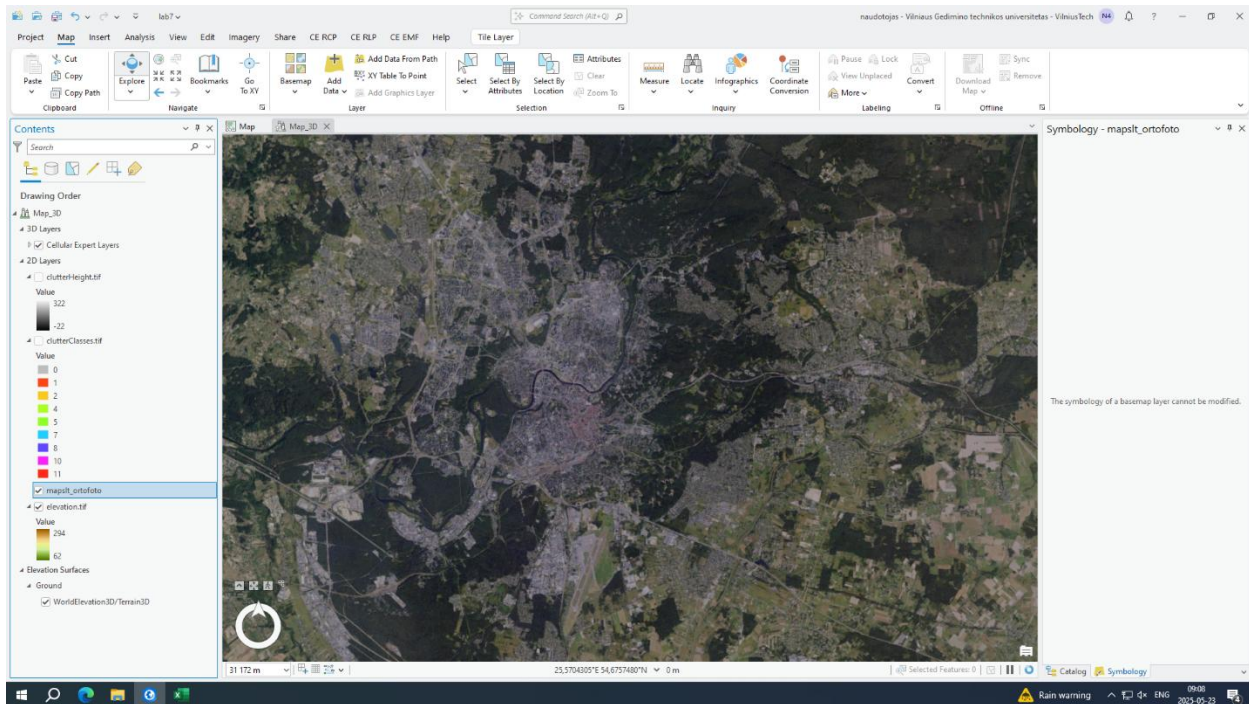 lab7
Command Search (Alt+Q)
naudotojas - Vilniaus Gedimino technikos universitetas - VilniusTech
N4
?
Project Map Insert Analysis View Edit Imagery Share CE RCP CE RLP CE EMF Help Tile Layer
Paste
Cut
Copy
Copy Path
Clipboard
Explore
Bookmarks
Go To XY
Navigate
Basemap
Add Data
Add Data From Path
XY Table To Point
Add Graphics Layer
Layer
Select
Select By Attributes
Select By Location
Attributes
Clear
Zoom To
Selection
Measure
Locate
Infographics
Coordinate Conversion
Inquiry
Pause
Lock
View Unplaced
More
Convert
Labeling
Download Map
Sync
Remove
Offline
Contents
Search
Drawing Order
Map_3D
3D Layers
Cellular Expert Layers
2D Layers
clutterHeight.tif
Value
322
-22
clutterClasses.tif
Value
0
1
2
4
5
7
8
10
11
mapslt_ortofoto
elevation.tif
Value
294
62
Elevation Surfaces
Ground
WorldElevation3D/Terrain3D
Map
Map_3D
31 172 m
25,5704305°E 54,6757480°N
0 m
Selected Features: 0
Symbology - mapslt_ortofoto
The symbology of a basemap layer cannot be modified.
Catalog
Symbology
Rain warning
ENG
09:08
2025-05-23
4